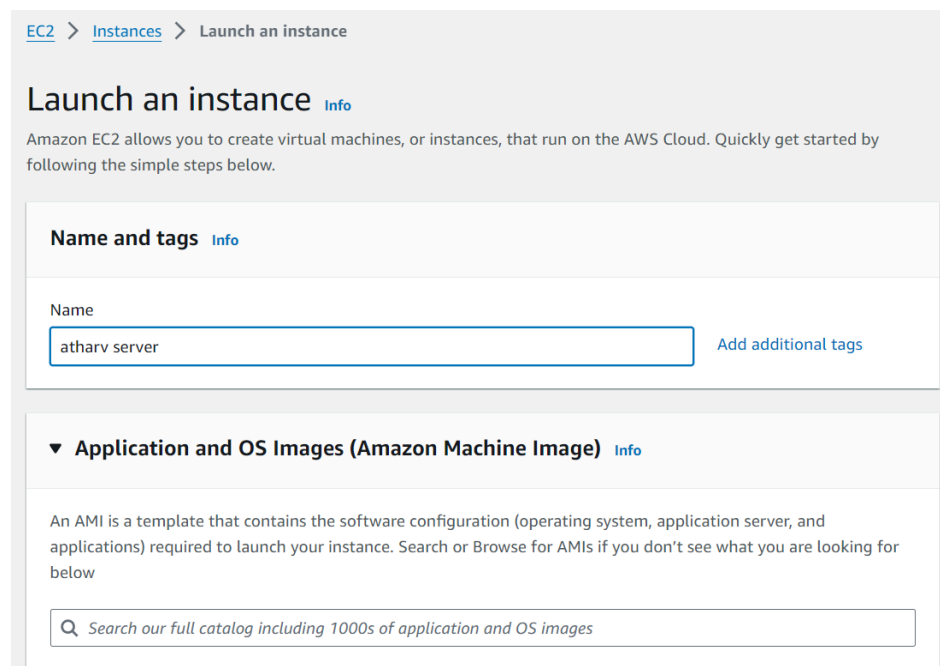 EC2 > Instances > Launch an instance
Launch an instance Info
Amazon EC2 allows you to create virtual machines, or instances, that run on the AWS Cloud. Quickly get started by
following the simple steps below.
Name and tags Info
Name
atharv server
Add additional tags
Application and OS Images (Amazon Machine Image) Info
An AMI is a template that contains the software configuration (operating system, application server, and
applications) required to launch your instance. Search or Browse for AMIs if you don’t see what you are looking for
below
Search our full catalog including 1000s of application and OS images